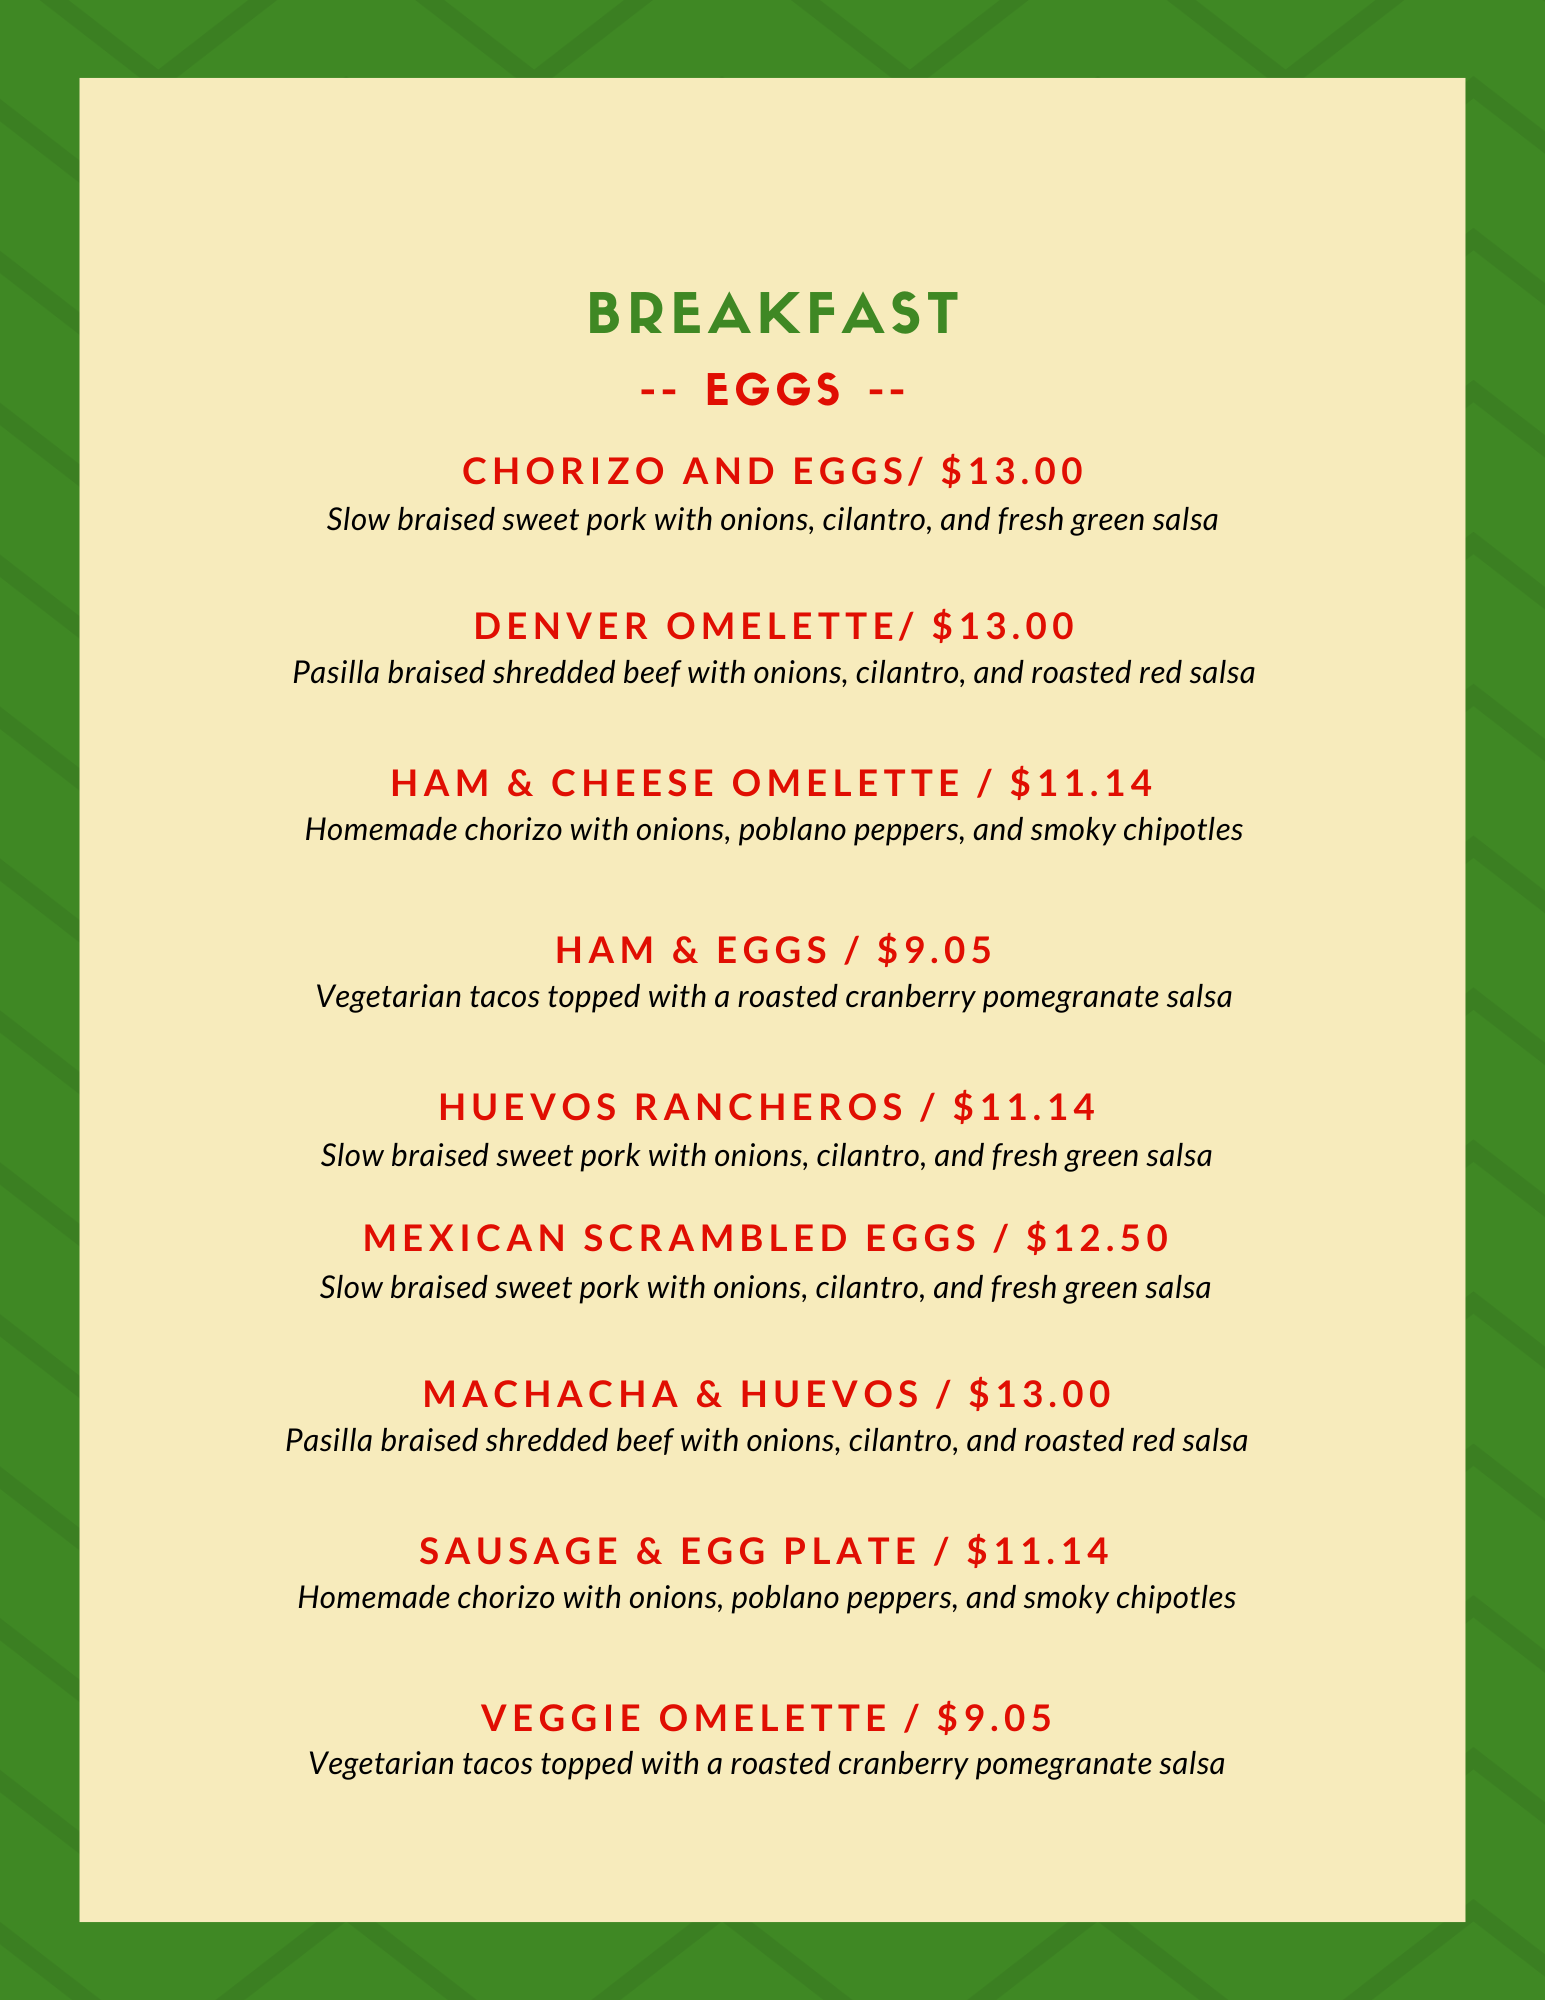 BREAKFAST
-- EGGS --
CHORIZO AND EGGS/ $13.00
Slow braised sweet pork with onions, cilantro, and fresh green salsa
DENVER OMELETTE/ $13.00
Pasilla braised shredded beef with onions, cilantro, and roasted red salsa
HAM & CHEESE OMELETTE / $11.14
Homemade chorizo with onions, poblano peppers, and smoky chipotles
HAM & EGGS / $9.05
Vegetarian tacos topped with a roasted cranberry pomegranate salsa
HUEVOS RANCHEROS / $11.14
Slow braised sweet pork with onions, cilantro, and fresh green salsa
MEXICAN SCRAMBLED EGGS / $12.50
Slow braised sweet pork with onions, cilantro, and fresh green salsa
MACHACHA & HUEVOS / $13.00
Pasilla braised shredded beef with onions, cilantro, and roasted red salsa
SAUSAGE & EGG PLATE / $11.14
Homemade chorizo with onions, poblano peppers, and smoky chipotles
VEGGIE OMELETTE / $9.05
Vegetarian tacos topped with a roasted cranberry pomegranate salsa